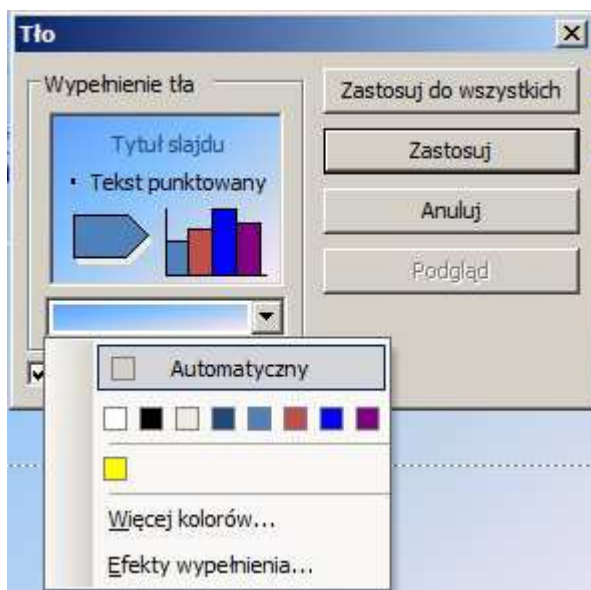 Tło
Wypełnienie tła
Tytuł slajdu
• Tekst punktowany
Zastosuj do wszystkich
Zastosuj
Anuluj
Podgląd
Automatyczny
Więcej kolorów...
Efekty wypełnienia...